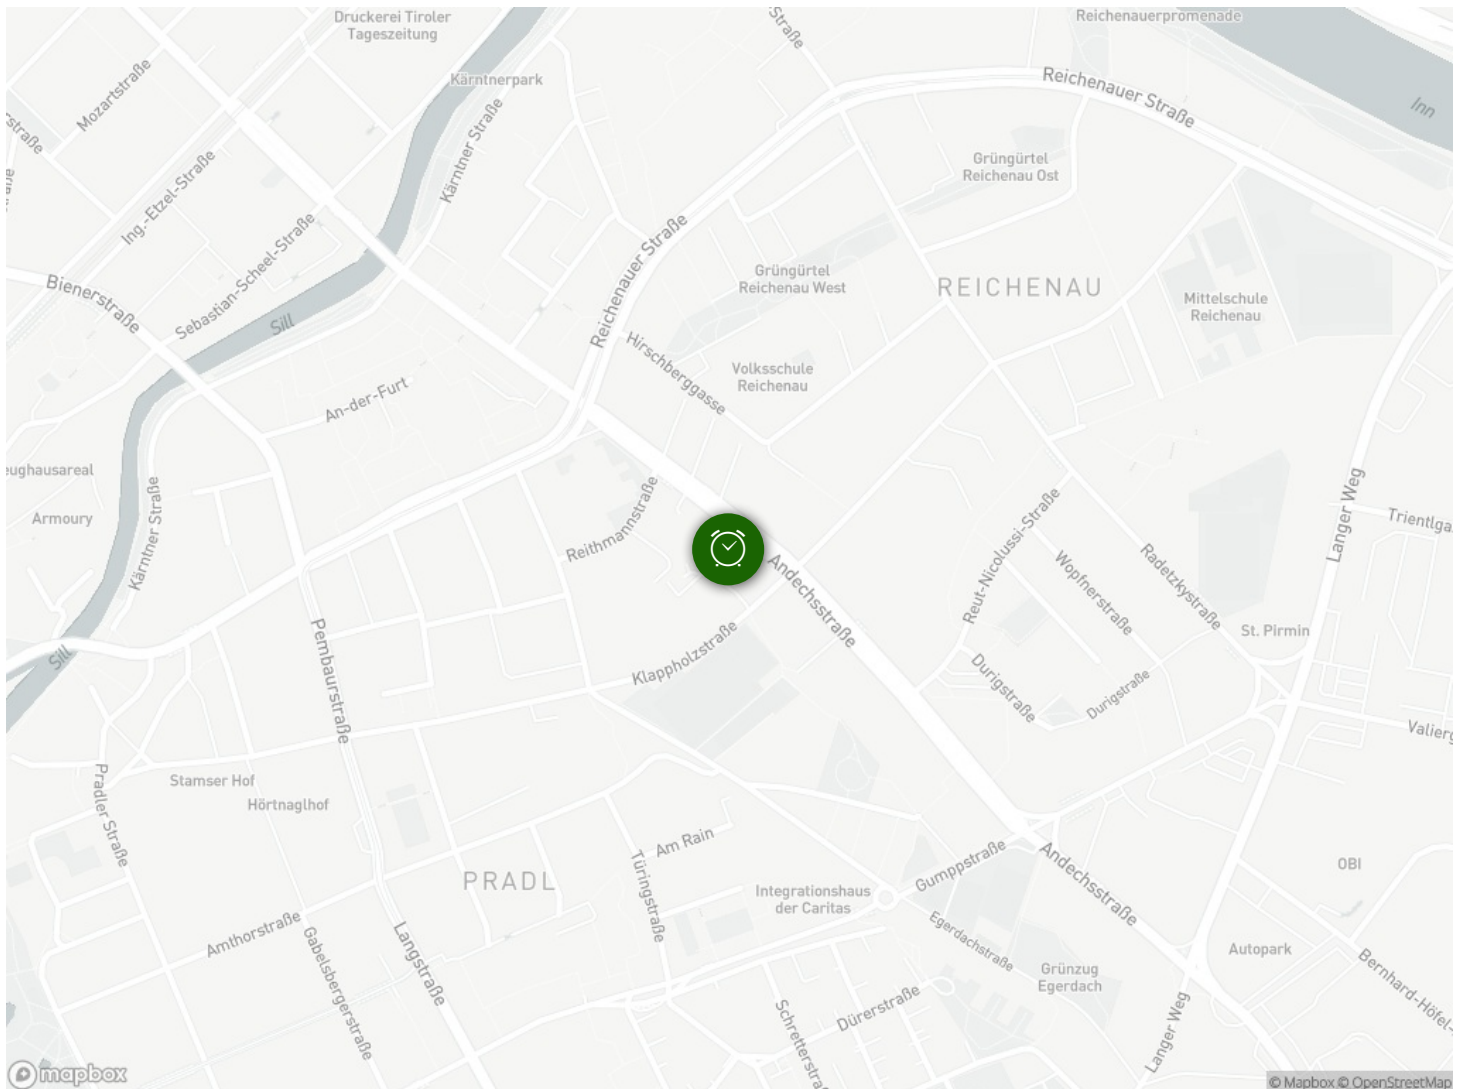 Druckerei Tiroler
Tageszeitung
Straße
Reichenauerpromenade
Inn
Mozartstraße
Kärntnerpark
Reichenauer Straße
Kärntner Straße
Grüngürtel
Reichenau Ost
Ing.-Etzel-Straße
Sebastian-Scheel-Straße
Bienerstraße
Sill
Reichenauer Straße
Grüngürtel
Reichenau West
REICHENAU
Mittelschule
Reichenau
Hirschberggasse
Volksschule
Reichenau
An-der-Furt
eughausareal
Armoury
Kärntner Straße
Reithmannstraße
Langer Weg
Trientlga
Andechsstraße
Reut-Nicolussi-Straße
Wopfnerstraße
Radetzkystraße
St. Pirmin
Sill
Pembaurstraße
Klappholzstraße
Durigstraße
Durigstraße
Valierg
Stamser Hof
Hörtnaglhof
Pradler Straße
Am Rain
PRADL
Türingstraße
Integrationshaus
der Caritas
Gumppstraße
Andechsstraße
OBI
Amthorstraße
Gabelsbergerstraße
Langstraße
Egerdachstraße
Grünzug
Egerdach
Autopark
Bernhard-Höfel-
Dürerstraße
Schretterstraß
Langer Weg
mapbox
© Mapbox © OpenStreetMap